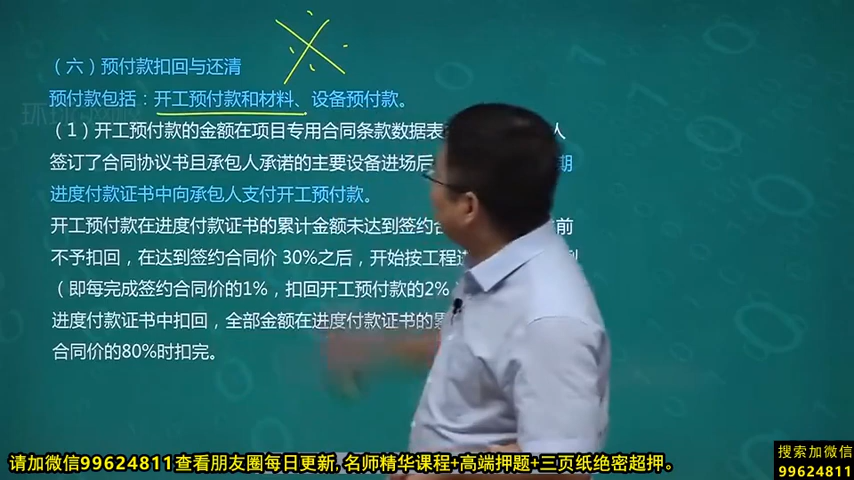 （六）预付款扣回与还清
预付款包括：开工预付款和材料、设备预付款。
（1）开工预付款的金额在项目专用合同条款数据表 人
签订了合同协议书且承包人承诺的主要设备进场后 期
进度付款证书中向承包人支付开工预付款。
开工预付款在进度付款证书的累计金额未达到签约合 前
不予扣回，在达到签约合同价 30%之后，开始按工程
（即每完成签约合同价的1%，扣回开工预付款的2%
进度付款证书中扣回，全部金额在进度付款证书的累
合同价的80%时扣完。
请加微信99624811查看朋友圈每日更新,名师精华课程+高端押题+三页纸绝密超押。
搜索加微信
99624811